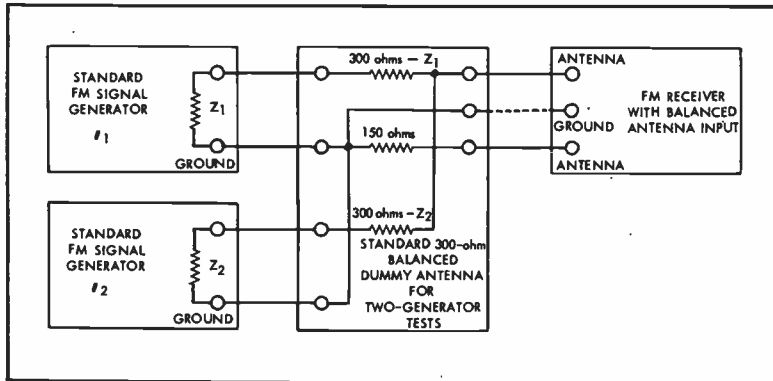 STANDARD
FM SIGNAL
GENERATOR
#1
Z1
GROUND
300 ohms - Z1
150 ohms
300 ohms - Z2
STANDARD 300-ohm
BALANCED
DUMMY ANTENNA
FOR
TWO-GENERATOR
TESTS
ANTENNA
GROUND
ANTENNA
FM RECEIVER
WITH BALANCED
ANTENNA INPUT
STANDARD
FM SIGNAL
GENERATOR
#2
Z2
GROUND